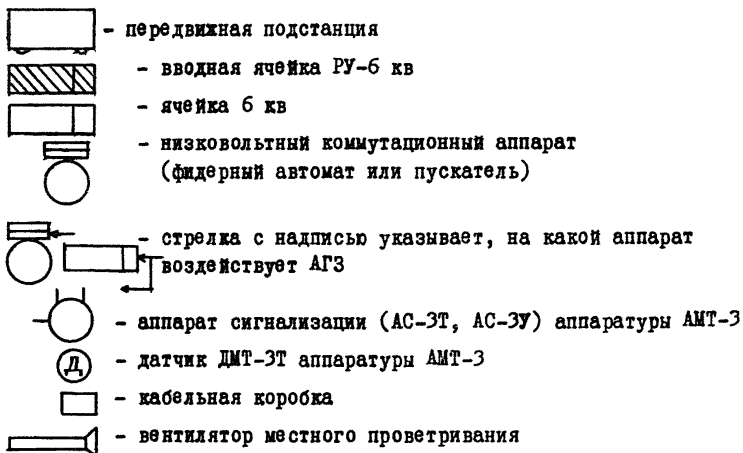 - передвижная подстанция
- вводная ячейка РУ-6 кв
- ячейка 6 кв
- низковольтный коммутационный аппарат
(фидерный автомат или пускатель)
- стрелка с надписью указывает, на какой аппарат
воздействует АГЗ
- аппарат сигнализации (АС-3Т, АС-3У) аппаратуры АМТ-3
Д - датчик ДМТ-3Т аппаратуры АМТ-3
- кабельная коробка
- вентилятор местного проветривания